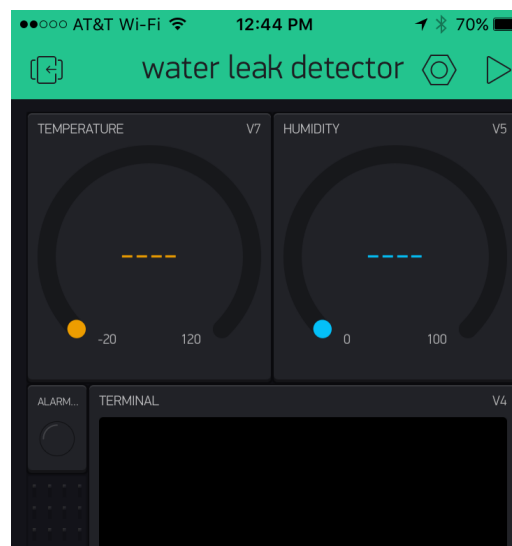 AT&T Wi-Fi 12:44 PM 70%
water leak detector
TEMPERATURE V7 HUMIDITY V5
---- ----
-20 120 0 100
ALARM... TERMINAL V4